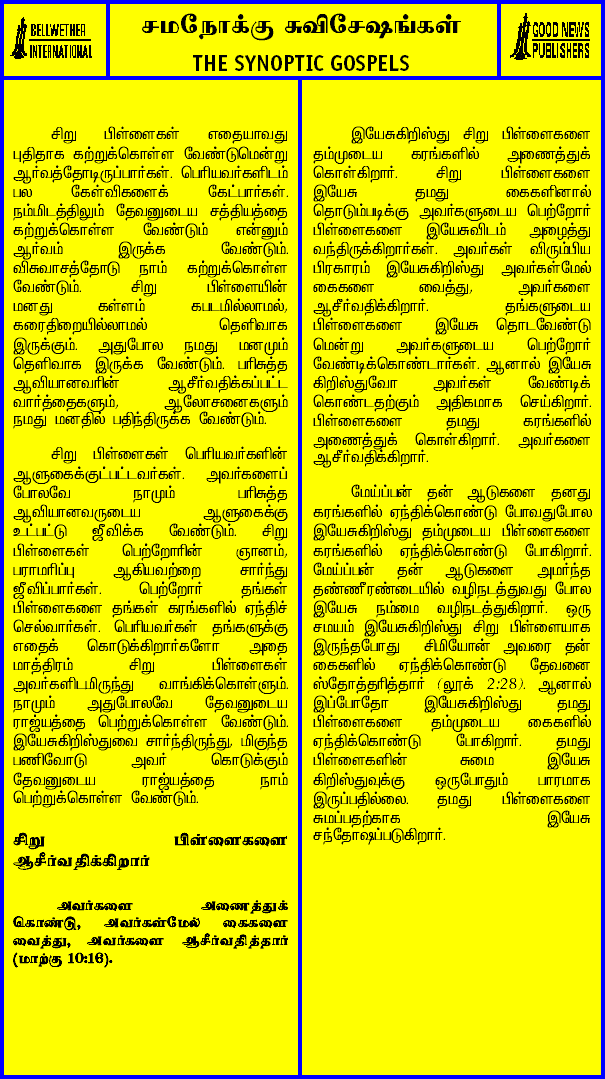 BELLWETHER
INTERNATIONAL
சமநோக்கு சுவிசேஷங்கள்
THE SYNOPTIC GOSPELS
GOOD NEWS
PUBLISHERS
சிறு பிள்ளைகள் எதையாவது
புதிதாக கற்றுக்கொள்ள வேண்டுமென்று
ஆர்வத்தோடிருப்பார்கள். பெரியவர்களிடம்
பல கேள்விகளைக் கேட்பார்கள்.
நம்மிடத்திலும் தேவனுடைய சத்தியத்தை
கற்றுக்கொள்ள வேண்டும் என்னும்
ஆர்வம் இருக்க வேண்டும்.
விசுவாசத்தோடு நாம் கற்றுக்கொள்ள
வேண்டும். சிறு பிள்ளையின்
மனது கள்ளம் கபடமில்லாமல்,
கரைதிறையில்லாமல் தெளிவாக
இருக்கும். அதுபோல நமது மனமும்
தெளிவாக இருக்க வேண்டும். பரிசுத்த
ஆவியானவரின் ஆசீர்வதிக்கப்பட்ட
வார்த்தைகளும், ஆலோசனைகளும்
நமது மனதில் பதிந்திருக்க வேண்டும்.
சிறு பிள்ளைகள் பெரியவர்களின்
ஆளுகைக்குட்பட்டவர்கள். அவர்களைப்
போலவே நாமும் பரிசுத்த
ஆவியானவருடைய ஆளுகைக்கு
உட்பட்டு ஜீவிக்க வேண்டும். சிறு
பிள்ளைகள் பெற்றோரின் ஞானம்,
பராமரிப்பு ஆகியவற்றை சார்ந்து
ஜீவிப்பார்கள். பெற்றோர் தங்கள்
பிள்ளைகளை தங்கள் கரங்களில் ஏந்திச்
செல்வார்கள். பெரியவர்கள் தங்களுக்கு
எதைக் கொடுக்கிறார்களோ அதை
மாத்திரம் சிறு பிள்ளைகள்
அவர்களிடமிருந்து வாங்கிக்கொள்ளும்.
நாமும் அதுபோலவே தேவனுடைய
ராஜ்யத்தை பெற்றுக்கொள்ள வேண்டும்.
இயேசுகிறிஸ்துவை சார்ந்திருந்து, மிகுந்த
பணிவோடு அவர் கொடுக்கும்
தேவனுடைய ராஜ்யத்தை நாம்
பெற்றுக்கொள்ள வேண்டும்.
சிறு பிள்ளைகளை
ஆசீர்வதிக்கிறார்
அவர்களை அணைத்துக்
கொண்டு, அவர்கள்மேல் கைகளை
வைத்து, அவர்களை ஆசீர்வதித்தார்
(மாற்கு 10:16).
இயேசுகிறிஸ்து சிறு பிள்ளைகளை
தம்முடைய கரங்களில் அணைத்துக்
கொள்கிறார். சிறு பிள்ளைகளை
இயேசு தமது கைகளினால்
தொடும்படிக்கு அவர்களுடைய பெற்றோர்
பிள்ளைகளை இயேசுவிடம் அழைத்து
வந்திருக்கிறார்கள். அவர்கள் விரும்பிய
பிரகாரம் இயேசுகிறிஸ்து அவர்கள்மேல்
கைகளை வைத்து, அவர்களை
ஆசீர்வதிக்கிறார். தங்களுடைய
பிள்ளைகளை இயேசு தொடவேண்டு
மென்று அவர்களுடைய பெற்றோர்
வேண்டிக்கொண்டார்கள். ஆனால் இயேசு
கிறிஸ்துவோ அவர்கள் வேண்டிக்
கொண்டதற்கும் அதிகமாக செய்கிறார்.
பிள்ளைகளை தமது கரங்களில்
அணைத்துக் கொள்கிறார். அவர்களை
ஆசீர்வதிக்கிறார்.
மேய்ப்பன் தன் ஆடுகளை தனது
கரங்களில் ஏந்திக்கொண்டு போவதுபோல
இயேசுகிறிஸ்து தம்முடைய பிள்ளைகளை
கரங்களில் ஏந்திக்கொண்டு போகிறார்.
மேய்ப்பன் தன் ஆடுகளை அமர்ந்த
தண்ணீரண்டையில் வழிநடத்துவது போல
இயேசு நம்மை வழிநடத்துகிறார். ஒரு
சமயம் இயேசுகிறிஸ்து சிறு பிள்ளையாக
இருந்தபோது சிமியோன் அவரை தன்
கைகளில் ஏந்திக்கொண்டு தேவனை
ஸ்தோத்தரித்தார் (லூக் 2:28). ஆனால்
இப்போதோ இயேசுகிறிஸ்து தமது
பிள்ளைகளை தம்முடைய கைகளில்
ஏந்திக்கொண்டு போகிறார். தமது
பிள்ளைகளின் சுமை இயேசு
கிறிஸ்துவுக்கு ஒருபோதும் பாரமாக
இருப்பதில்லை. தமது பிள்ளைகளை
சுமப்பதற்காக இயேசு
சந்தோஷப்படுகிறார்.